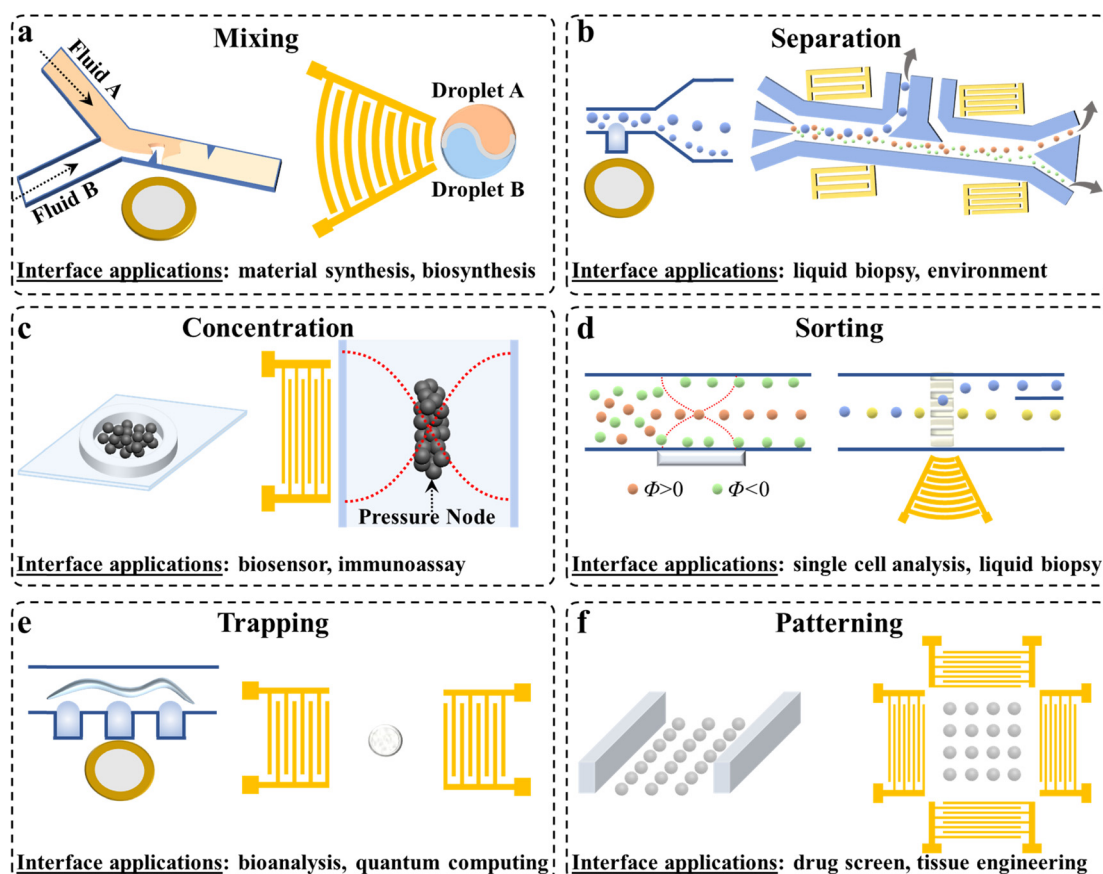 a
Mixing
Fluid A
Fluid B
Droplet A
Droplet B
Interface applications: material synthesis, biosynthesis
b
Separation
Interface applications: liquid biopsy, environment
c
Concentration
Pressure Node
Interface applications: biosensor, immunoassay
d
Sorting
Φ>0 Φ<0
Interface applications: single cell analysis, liquid biopsy
e
Trapping
Interface applications: bioanalysis, quantum computing
f
Patterning
Interface applications: drug screen, tissue engineering